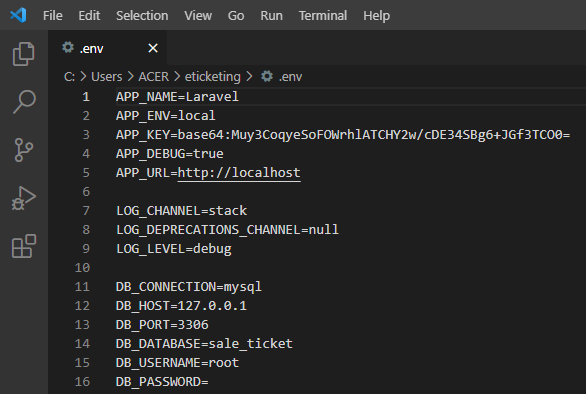 File Edit Selection View Go Run Terminal Help
.env
C: > Users > ACER > eticketing > .env
1 APP_NAME=Laravel
2 APP_ENV=local
3 APP_KEY=base64:Muy3CoqyeSoFOWrhlATCHY2w/cDE34SBg6+JGf3TCO0=
4 APP_DEBUG=true
5 APP_URL=http://localhost
6
7 LOG_CHANNEL=stack
8 LOG_DEPRECATIONS_CHANNEL=null
9 LOG_LEVEL=debug
10
11 DB_CONNECTION=mysql
12 DB_HOST=127.0.0.1
13 DB_PORT=3306
14 DB_DATABASE=sale_ticket
15 DB_USERNAME=root
16 DB_PASSWORD=